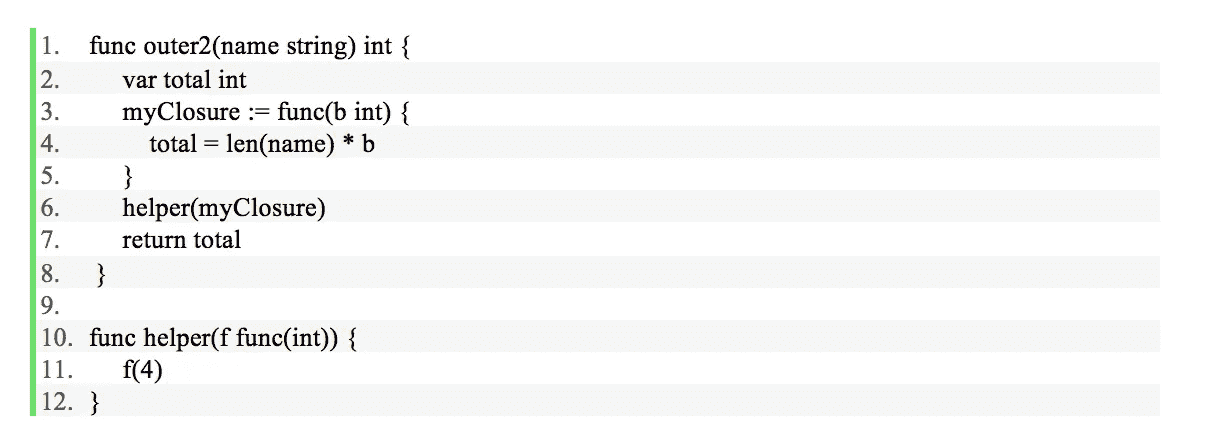 1. func outer2(name string) int {
2. var total int
3. myClosure := func(b int) {
4. total = len(name) * b
5. }
6. helper(myClosure)
7. return total
8. }
9.
10. func helper(f func(int)) {
11. f(4)
12. }